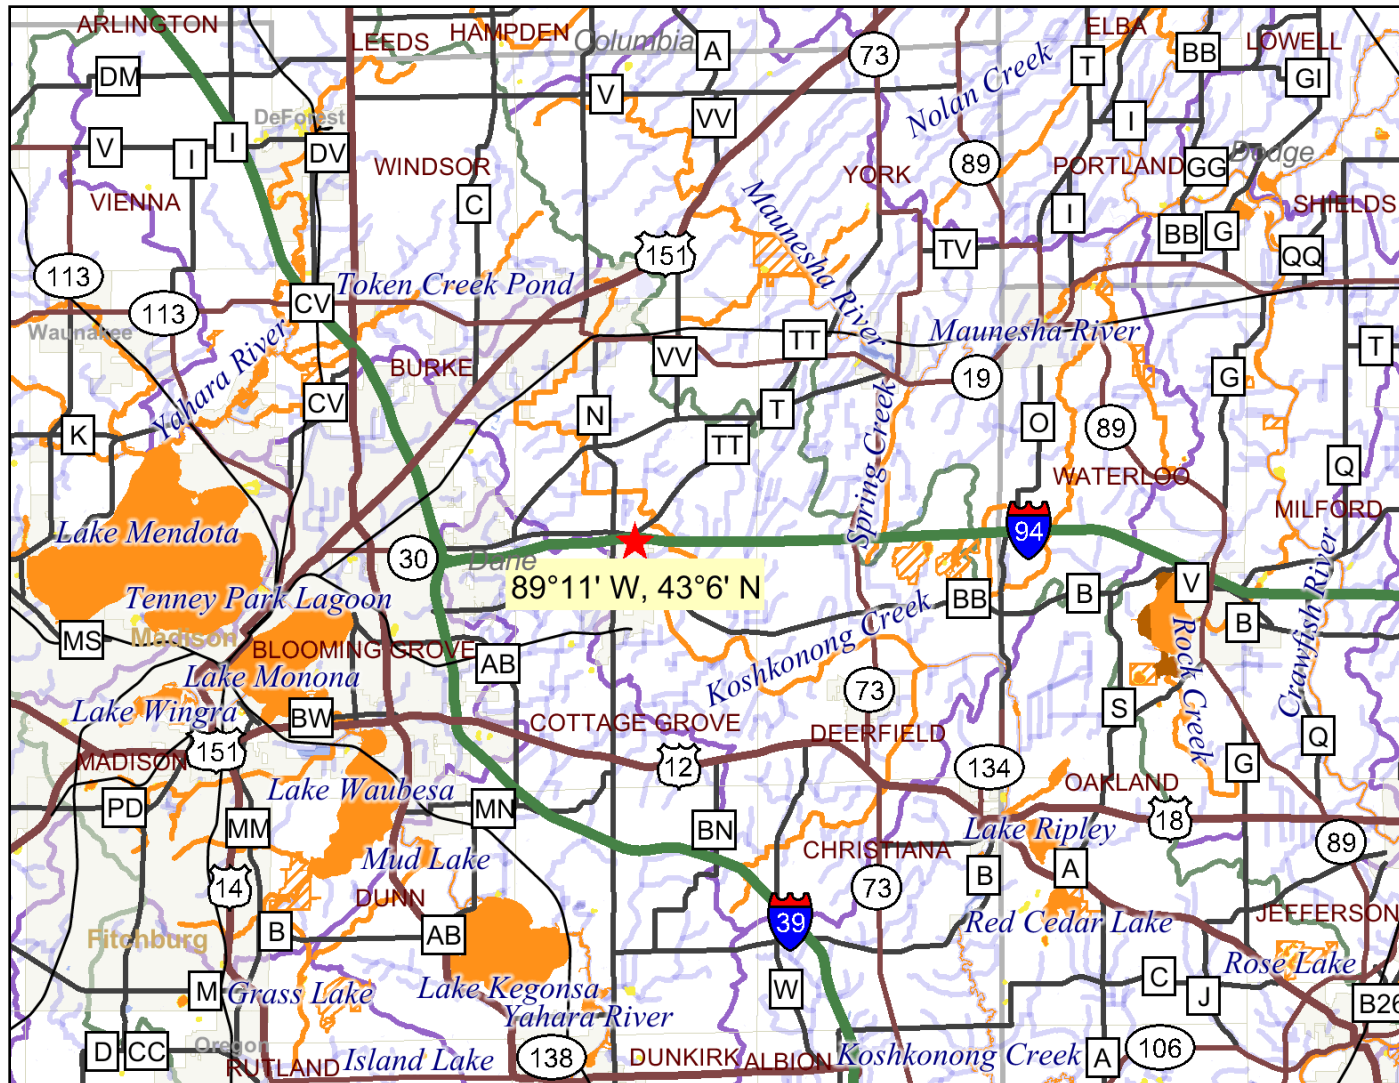 ARLINGTON
LEEDS
HAMPDEN
Columbia
A
73
ELBA
BB
LOWELL
T
GI
DM
V
VV
Nolan Creek
I
DeForest
V
I
I
DV
WINDSOR
YORK
89
PORTLAND
GG
Dodge
VIENNA
C
Maunesha River
I
SHIELDS
BB
G
QQ
151
TV
113
CV
Token Creek Pond
113
Waunakee
Maunesha River
TT
VV
BURKE
19
T
G
Yahara River
CV
N
T
Spring Creek
O
89
K
TT
WATERLOO
Q
MILFORD
Lake Mendota
94
30
Dane
89°11' W, 43°6' N
Tenney Park Lagoon
BB
B
V
B
Crawfish River
Koshkonong Creek
MS
Madison
BLOOMING GROVE
AB
Rock Creek
Lake Monona
73
Lake Wingra
BW
COTTAGE GROVE
DEERFIELD
S
Q
MADISON
151
12
134
G
OAKLAND
Lake Waubesa
PD
MM
MN
BN
Lake Ripley
18
89
Mud Lake
CHRISTIANA
14
DUNN
73
B
A
B
AB
39
Red Cedar Lake
JEFFERSON
Fitchburg
Rose Lake
M
Grass Lake
Lake Kegonsa
W
C
J
Yahara River
D
CC
Oregon
RUTLAND
Island Lake
138
DUNKIRK
ALBION
Koshkonong Creek
A
106